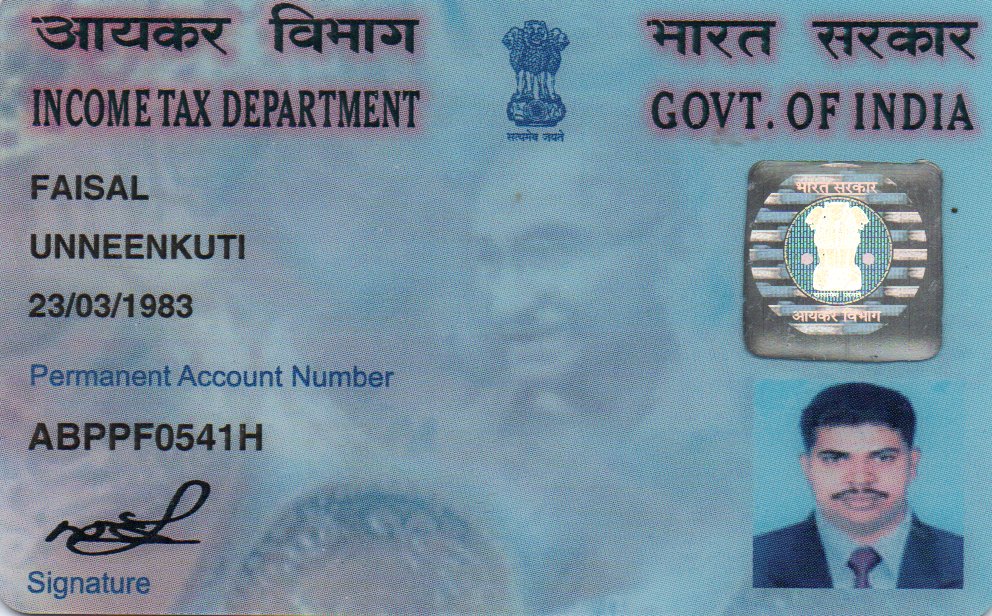 आयकर विभाग
INCOME TAX DEPARTMENT
सत्यमेव जयते
भारत सरकार
GOVT. OF INDIA
FAISAL
UNNEENKUTI
23/03/1983
Permanent Account Number
ABPPF0541H
Signature
भारत सरकार
आयकर विभाग